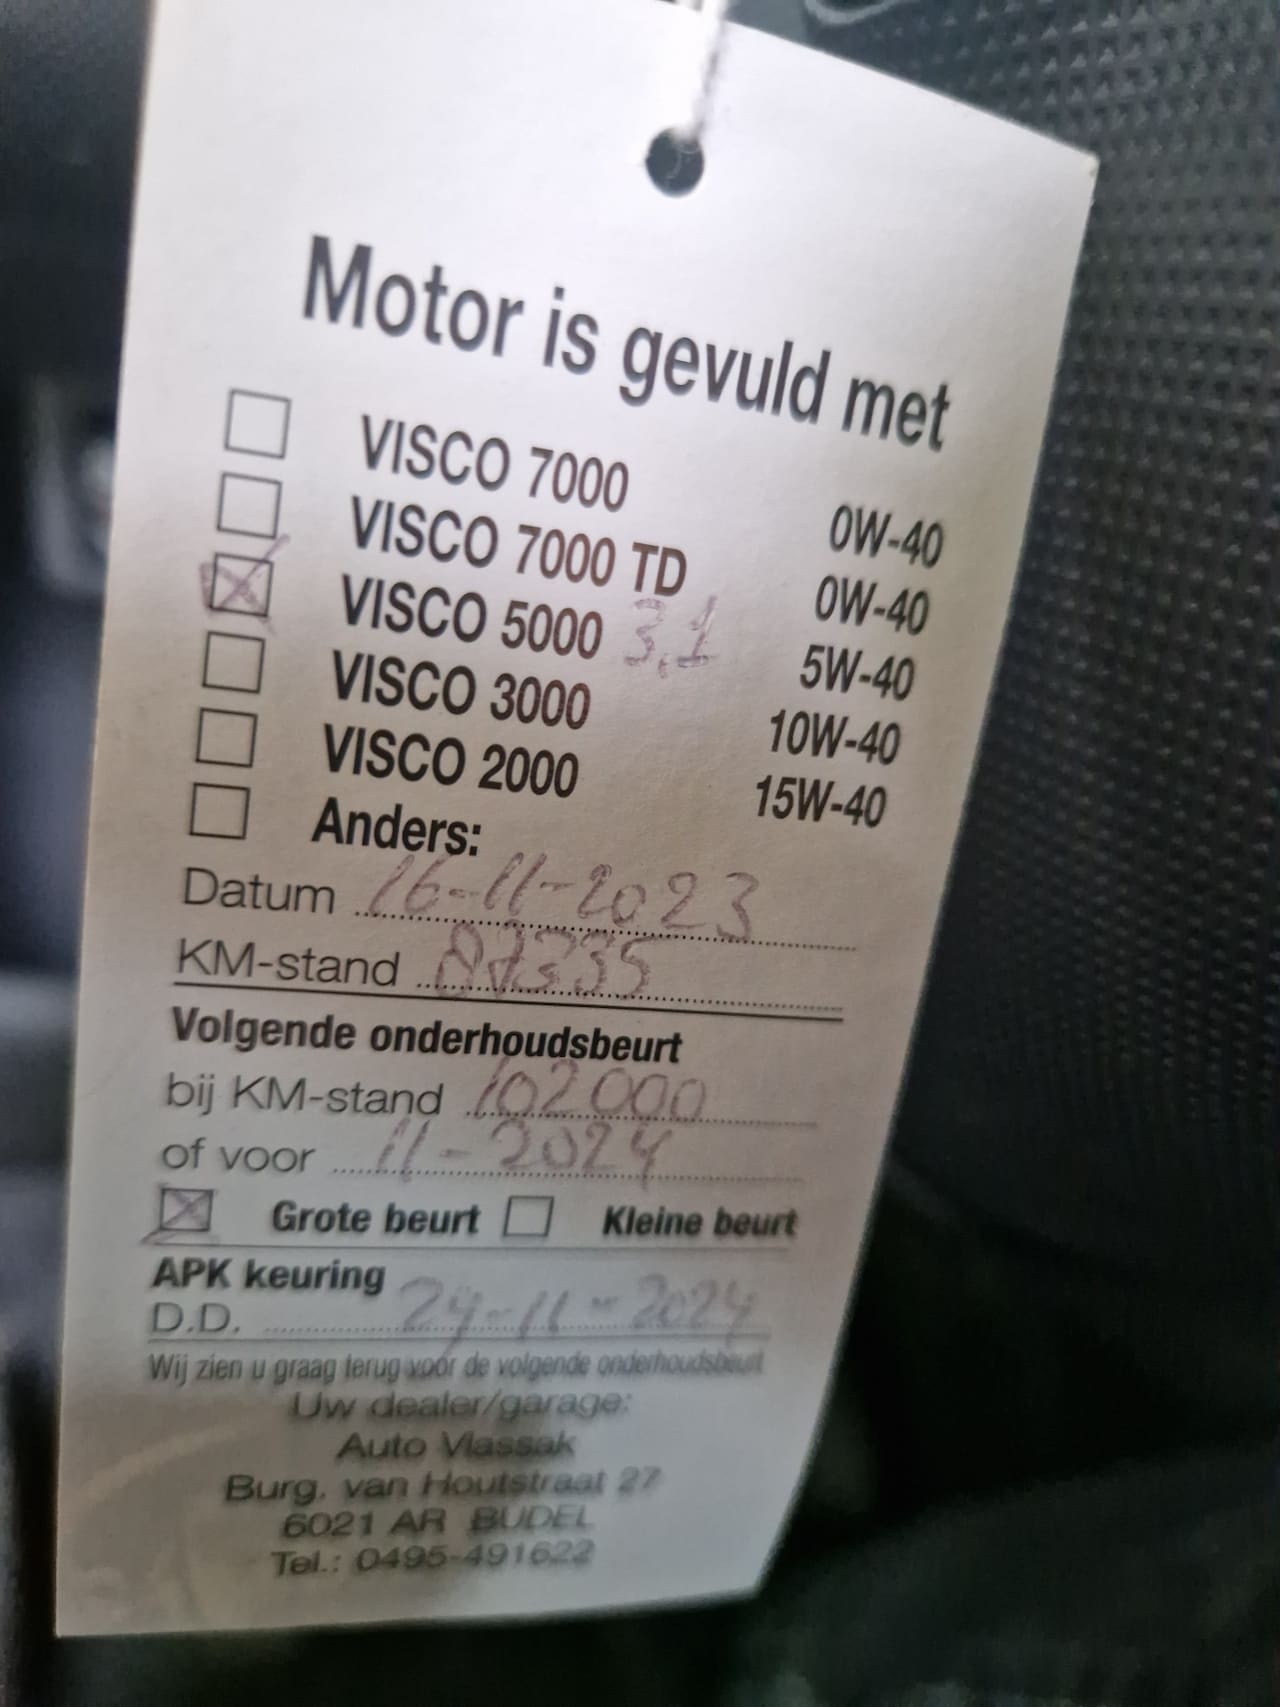 Motor is gevuld met
VISCO 7000 0W-40
VISCO 7000 TD 0W-40
VISCO 5000 3,1 5W-40
VISCO 3000 10W-40
VISCO 2000 15W-40
Anders:
Datum 16-11-2023
KM-stand 87335
Volgende onderhoudsbeurt
bij KM-stand 102000
of voor 11-2024
Grote beurt Kleine beurt
APK keuring
D.D. 24-11-2024
Wij zien u graag terug voor de volgende onderhoudsbeurt
Uw dealer/garage:
Auto Vlassak
Burg. van Houtstraat 27
6021 AR BUDEL
Tel.: 0495-491622